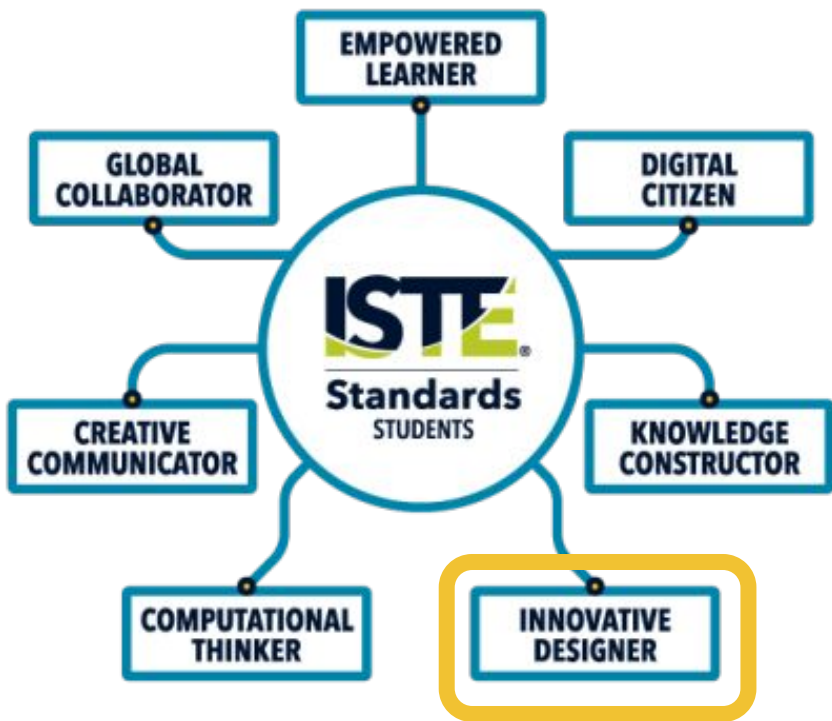 EMPOWERED
LEARNER
GLOBAL
COLLABORATOR
DIGITAL
CITIZEN
ISTE®
Standards
STUDENTS
CREATIVE
COMMUNICATOR
KNOWLEDGE
CONSTRUCTOR
COMPUTATIONAL
THINKER
INNOVATIVE
DESIGNER